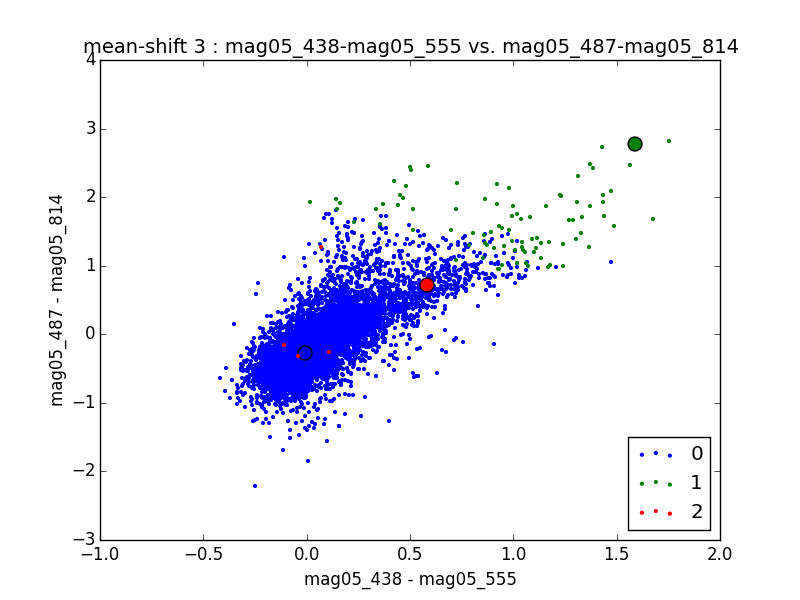 mean-shift 3 : mag05_438-mag05_555 vs. mag05_487-mag05_814
4
3
2
1
0
−1
−2
−3
mag05_487 - mag05_814
0
1
2
−1.0 −0.5 0.0 0.5 1.0 1.5 2.0
mag05_438 - mag05_555